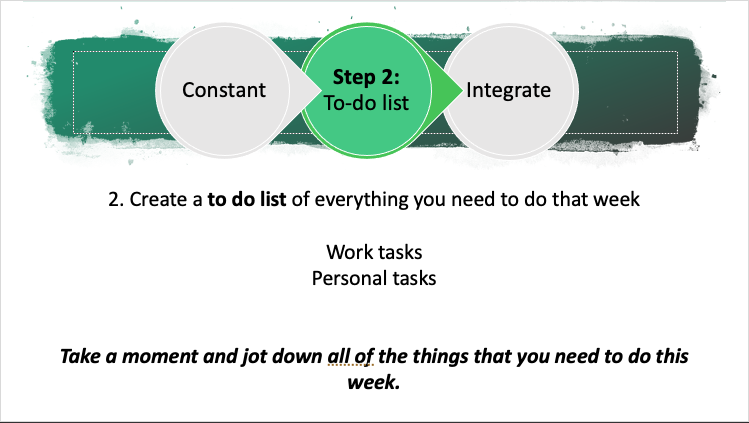 Constant
Step 2:
To-do list
Integrate
2. Create a to do list of everything you need to do that week
Work tasks
Personal tasks
Take a moment and jot down all of the things that you need to do this
week.